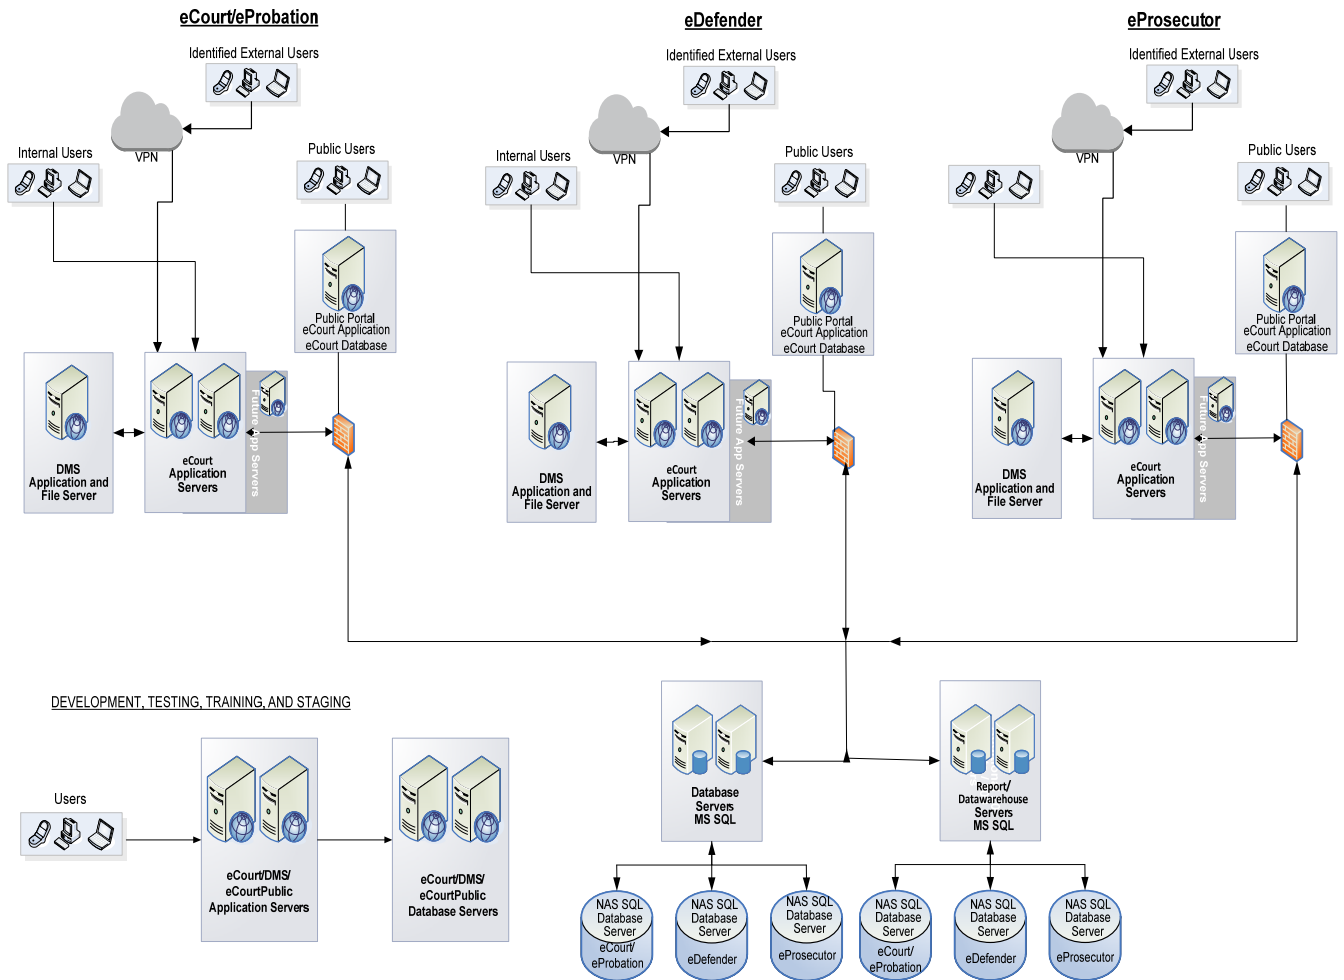 eCourt/eProbation
Identified External Users
VPN
Internal Users
Public Users
Public Portal
eCourt Application
eCourt Database
DMS
Application and
File Server
eCourt
Application
Servers
Future App Servers
eDefender
Identified External Users
VPN
Internal Users
Public Users
Public Portal
eCourt Application
eCourt Database
DMS
Application and
File Server
eCourt
Application
Servers
Future App Servers
eProsecutor
Identified External Users
VPN
Public Users
Public Portal
eCourt Application
eCourt Database
DMS
Application and
File Server
eCourt
Application
Servers
Future App Servers
DEVELOPMENT, TESTING, TRAINING, AND STAGING
Users
eCourt/DMS/
eCourtPublic
Application Servers
eCourt/DMS/
eCourtPublic
Database Servers
Database
Servers
MS SQL
Report/
Datawarehouse
Servers
MS SQL
NAS SQL
Database
Server
eCourt/
eProbation
NAS SQL
Database
Server
eDefender
NAS SQL
Database
Server
eProsecutor
NAS SQL
Database
Server
eCourt/
eProbation
NAS SQL
Database
Server
eDefender
NAS SQL
Database
Server
eProsecutor